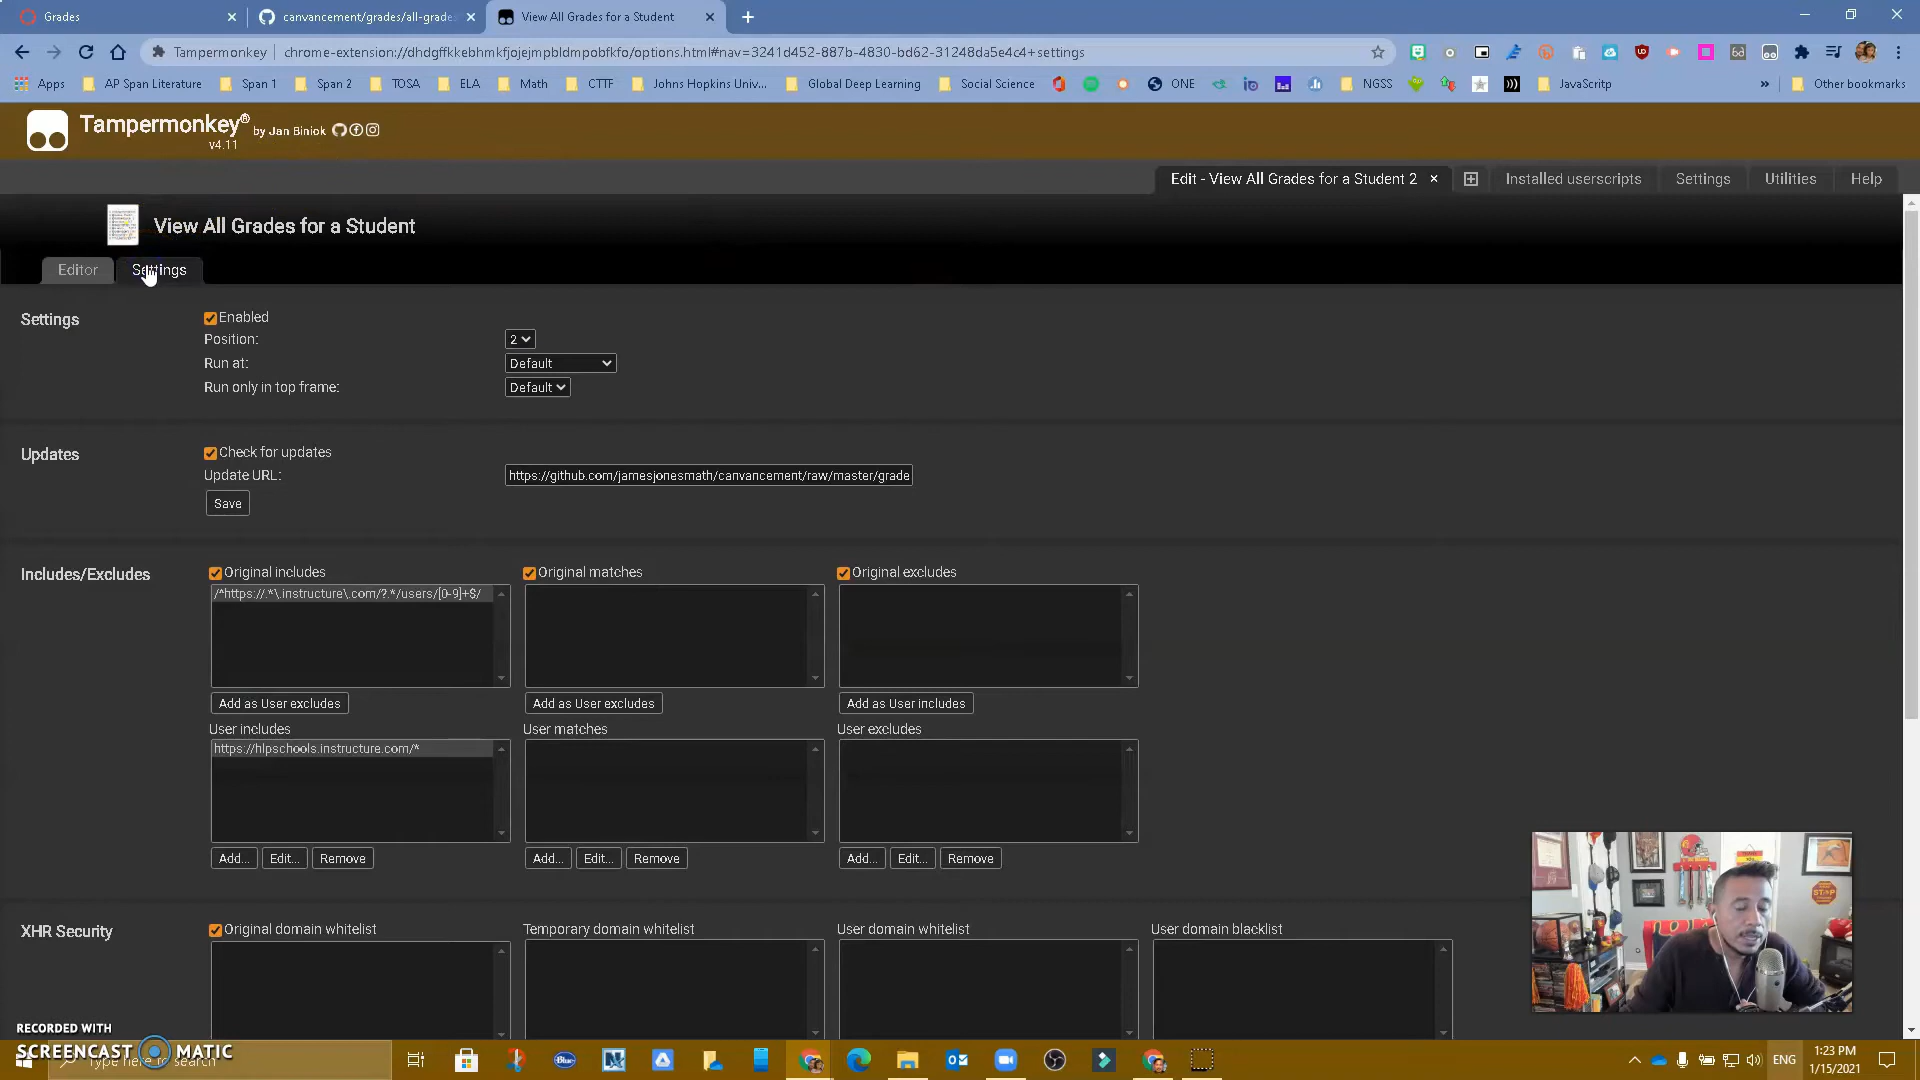 Grades
canvancement/grades/all-grades
View All Grades for a Student
Tampermonkey
chrome-extension://dhdgffkkebhmkfjojejmpbldmpobfkfo/options.html#nav=3241d452-887b-4830-bd62-31248da5e4c4+settings
Apps
AP Span Literature
Span 1
Span 2
TOSA
ELA
Math
CTTF
Johns Hopkins Univ...
Global Deep Learning
Social Science
ONE
NGSS
JavaScritp
»
Other bookmarks
Tampermonkey® by Jan Biniok
v4.11
Edit - View All Grades for a Student 2
Installed userscripts
Settings
Utilities
Help
View All Grades for a Student
Editor
Settings
Settings
Enabled
Position: 2
Run at: Default
Run only in top frame: Default
Updates
Check for updates
Update URL: https://github.com/jamesjonesmath/canvancement/raw/master/grade
Save
Includes/Excludes
Original includes
Original matches
Original excludes
/^https://.*\.instructure\.com/?.*/users/[0-9]+$/
Add as User excludes
Add as User excludes
Add as User includes
User includes
User matches
User excludes
https://hlpschools.instructure.com/*
Add...
Edit...
Remove
Add...
Edit...
Remove
Add...
Edit...
Remove
XHR Security
Original domain whitelist
Temporary domain whitelist
User domain whitelist
User domain blacklist
RECORDED WITH
SCREENCAST MATIC
Type here to search
ENG
1:23 PM
1/15/2021